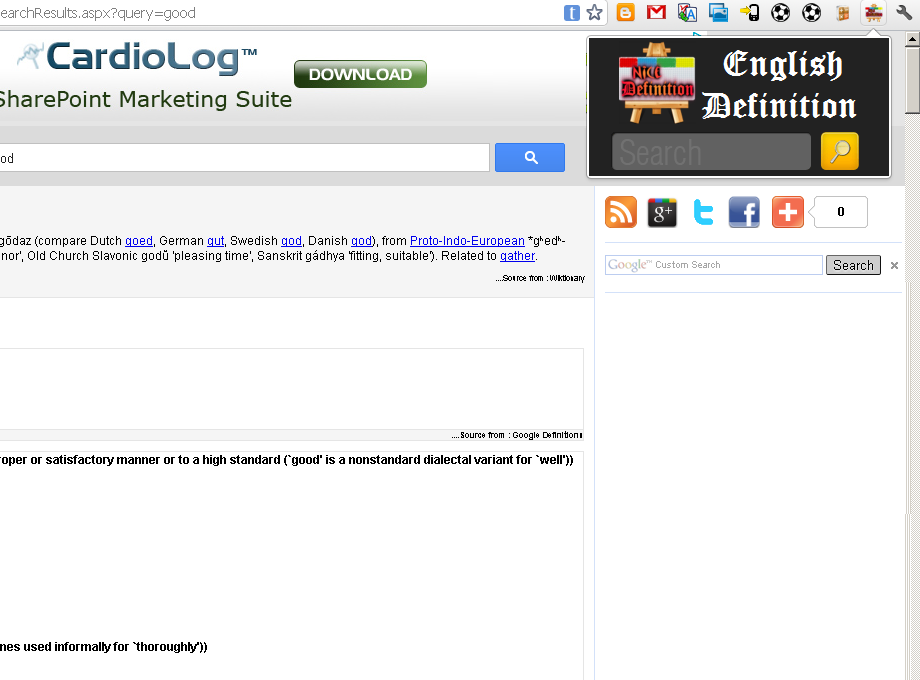 earchResults.aspx?query=good
CardioLog™
SharePoint Marketing Suite
DOWNLOAD
Nice
Definition
English
Definition
Search
od
g+
0
gōdaz (compare Dutch goed, German gut, Swedish god, Danish god), from Proto-Indo-European *gʰedʰ-
nor', Old Church Slavonic godŭ 'pleasing time', Sanskrit gádhya 'fitting, suitable'). Related to gather.
....Source from : Wiktionary
Google™ Custom Search
Search
....Source from : Google Definitions
roper or satisfactory manner or to a high standard (`good' is a nonstandard dialectal variant for `well'))
nes used informally for `thoroughly'))